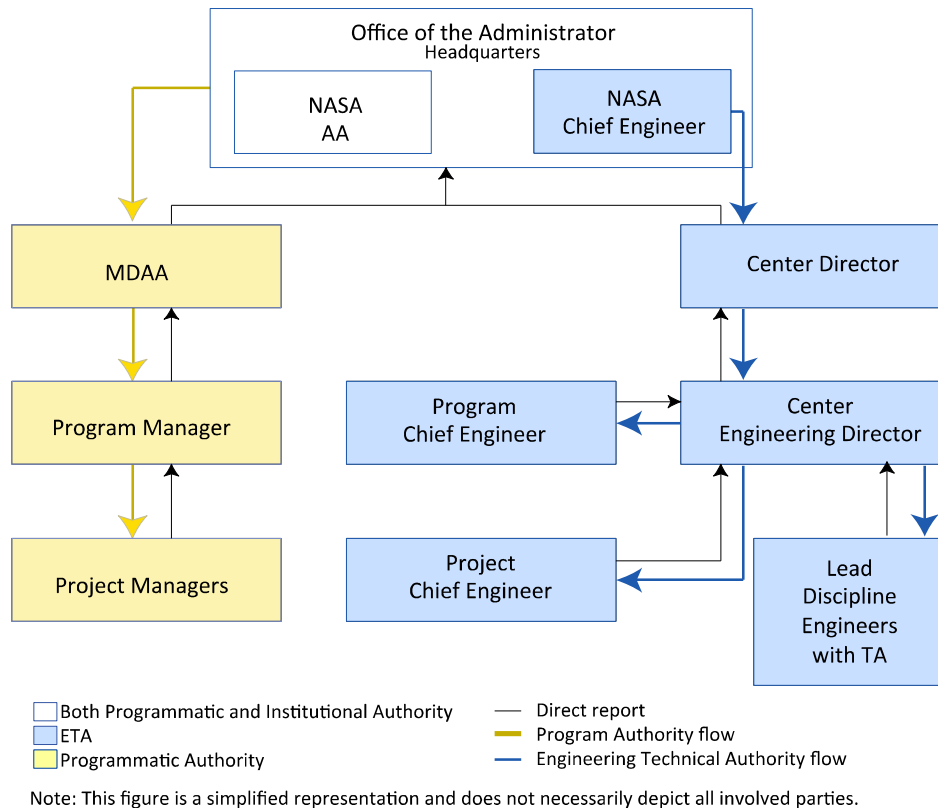 Office of the Administrator
Headquarters
NASA
AA
NASA
Chief Engineer
MDAA
Center Director
Program Manager
Program
Chief Engineer
Center
Engineering Director
Project Managers
Project
Chief Engineer
Lead
Discipline
Engineers
with TA
Both Programmatic and Institutional Authority
ETA
Programmatic Authority
Direct report
Program Authority flow
Engineering Technical Authority flow
Note: This figure is a simplified representation and does not necessarily depict all involved parties.